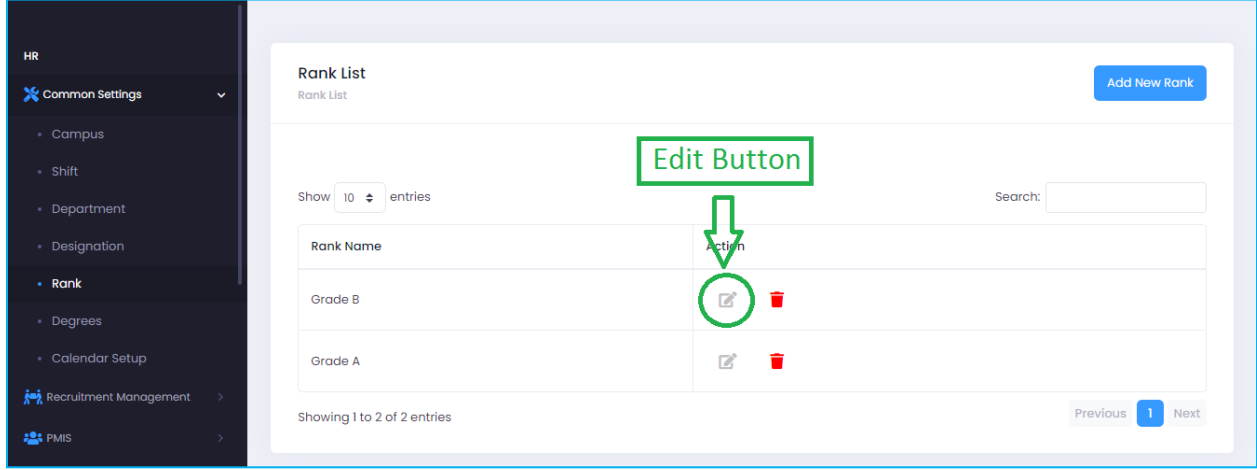 HR
Common Settings
Campus
Shift
Department
Designation
Rank
Degrees
Calendar Setup
Recruitment Management
PMIS
Rank List
Rank List
Add New Rank
Edit Button
Show 10 entries
Search:
Rank Name Action
Grade B
Grade A
Showing 1 to 2 of 2 entries
Previous 1 Next